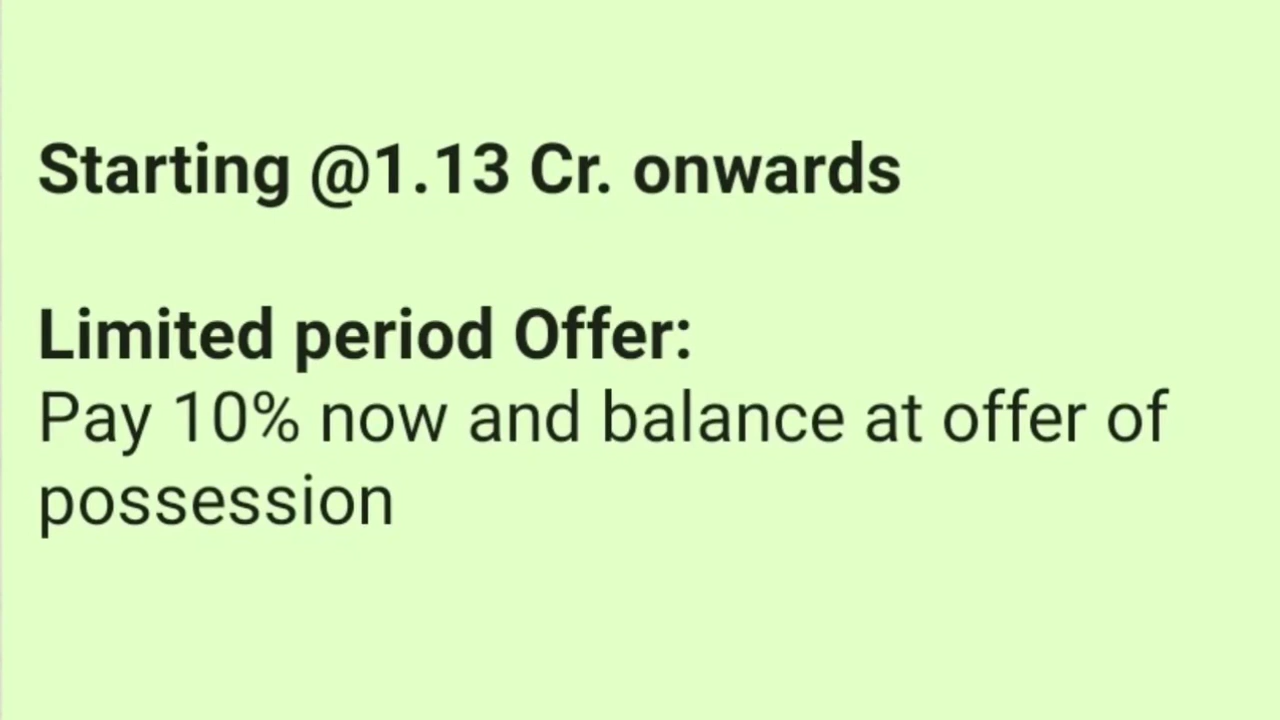 Starting @1.13 Cr. onwards
Limited period Offer:
Pay 10% now and balance at offer of
possession